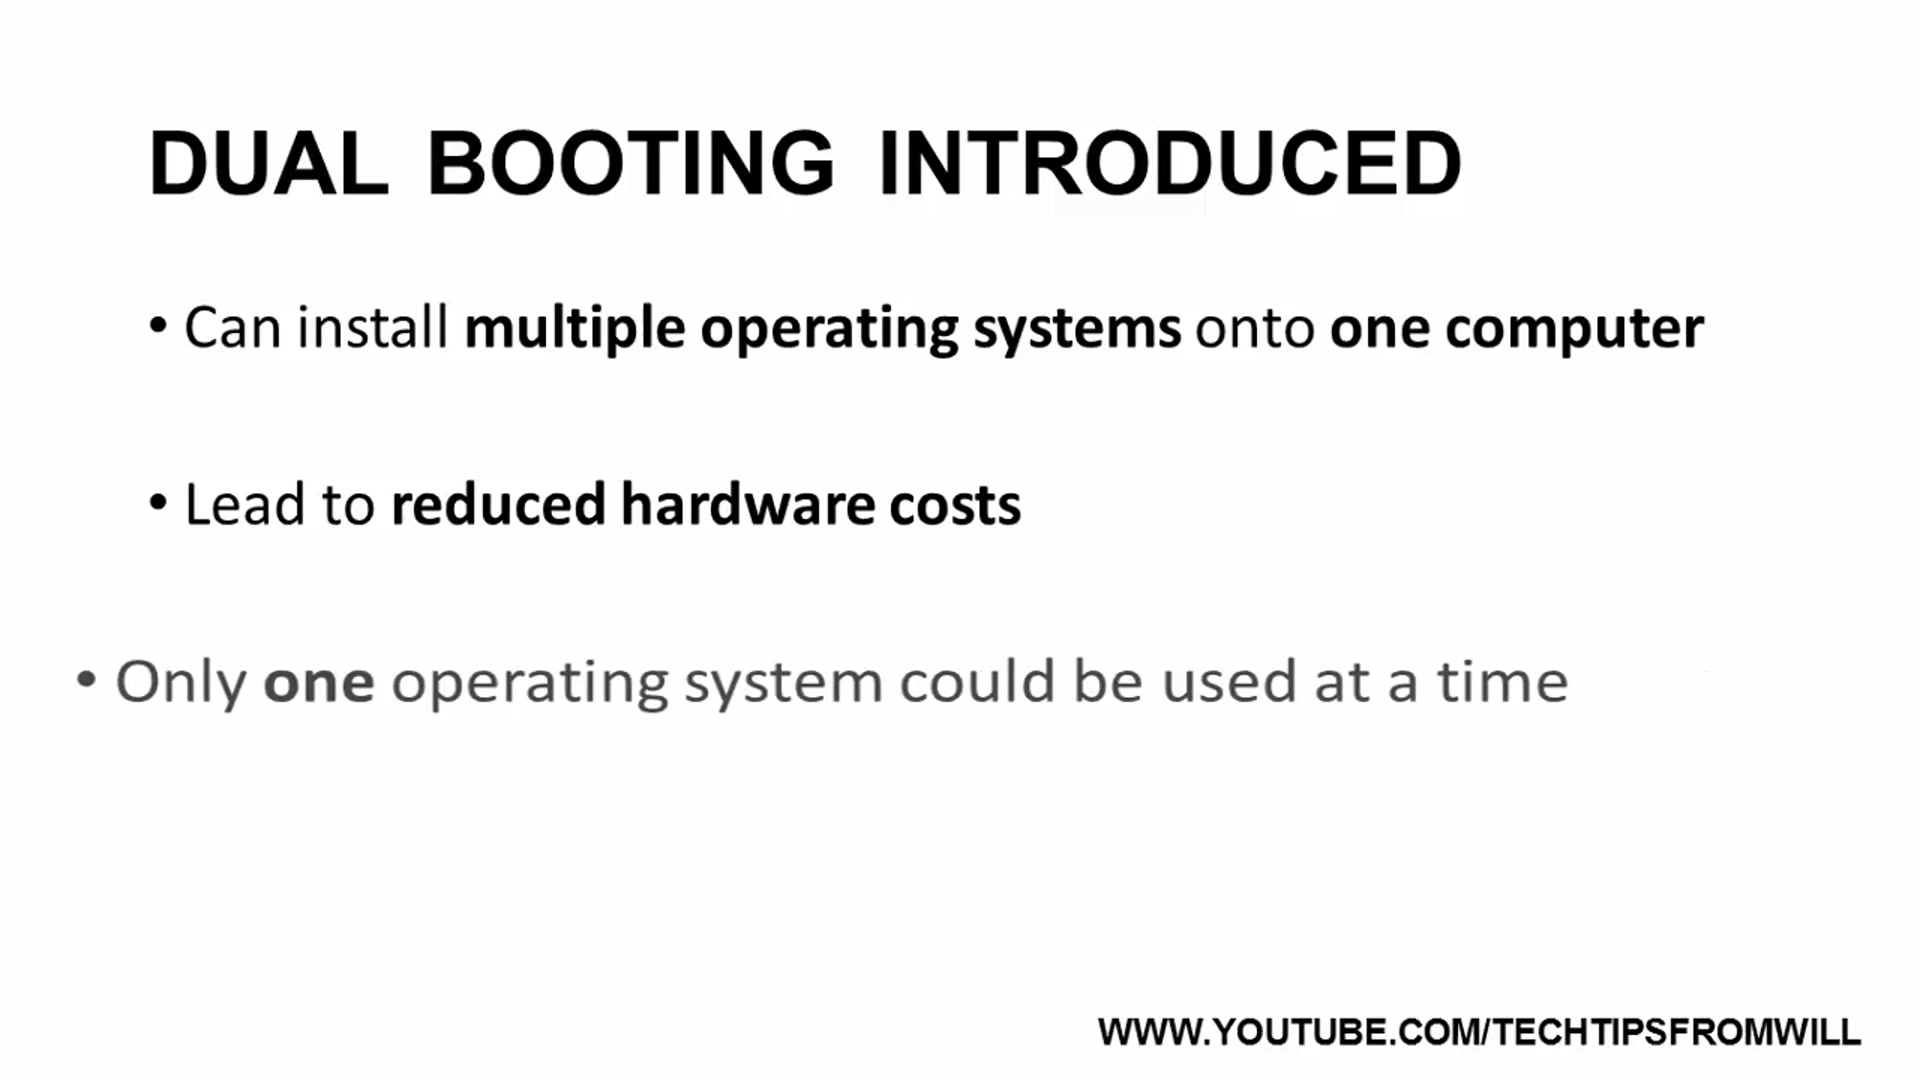 DUAL BOOTING INTRODUCED
• Can install multiple operating systems onto one computer
• Lead to reduced hardware costs
• Only one operating system could be used at a time
WWW.YOUTUBE.COM/TECHTIPSFROMWILL